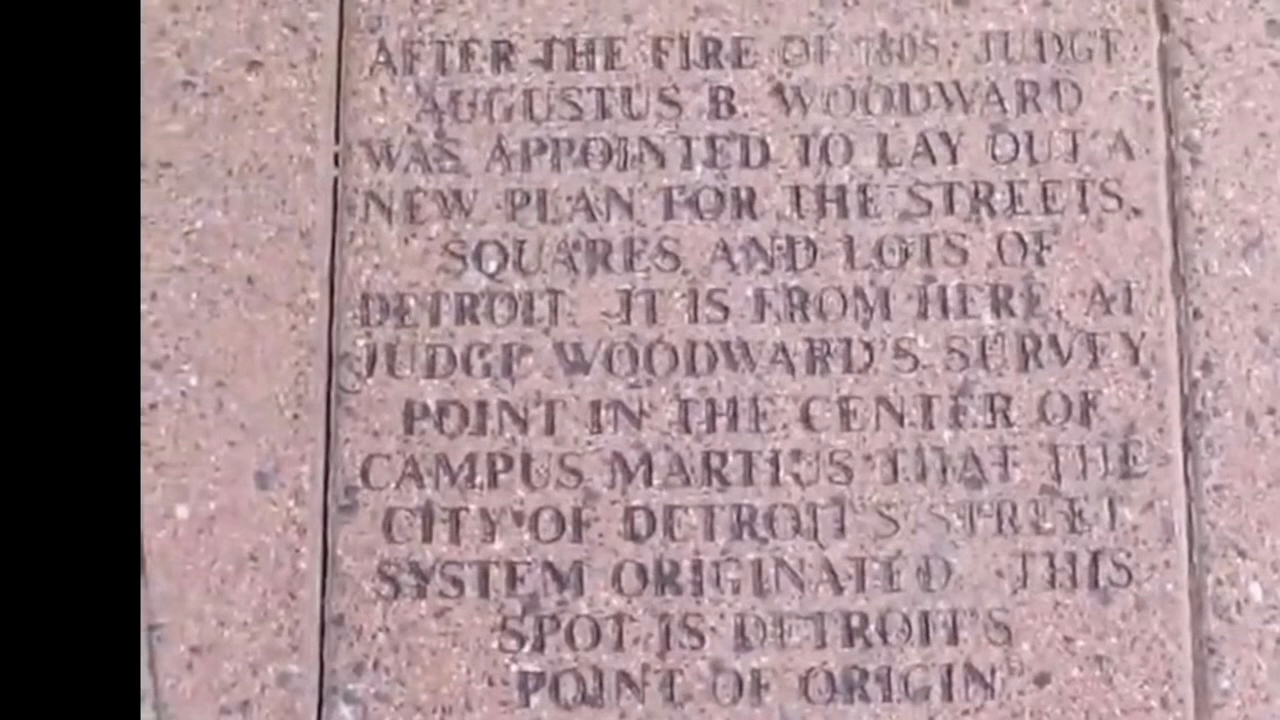 AFTER THE FIRE OF 1805, JUDGE
AUGUSTUS B. WOODWARD
WAS APPOINTED TO LAY OUT A
NEW PLAN FOR THE STREETS,
SQUARES AND LOTS OF
DETROIT. IT IS FROM HERE, AT
JUDGE WOODWARD'S SURVEY
POINT IN THE CENTER OF
CAMPUS MARTIUS THAT THE
CITY OF DETROIT'S STREET
SYSTEM ORIGINATED. THIS
SPOT IS DETROIT'S
"POINT OF ORIGIN".